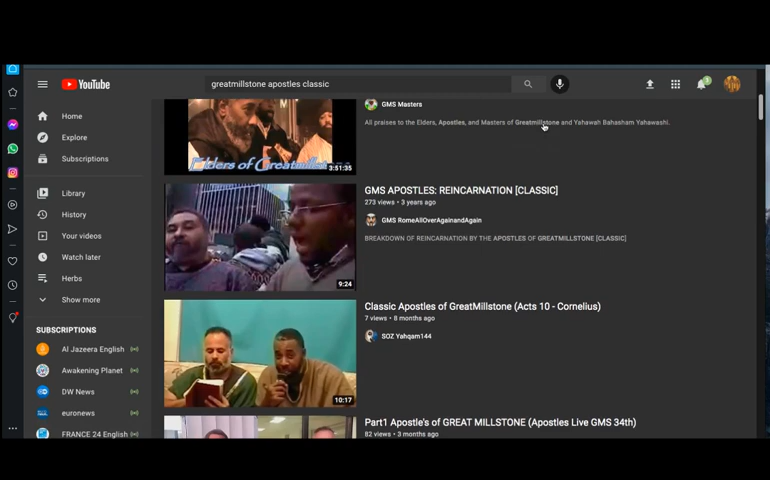 YouTube
greatmillstone apostles classic
3
Home
Explore
Subscriptions
Library
History
Your videos
Watch later
Herbs
Show more
SUBSCRIPTIONS
Al Jazeera English
Awakening Planet
DW News
euronews
FRANCE 24 English
Elders of Greatmillstone
3:51:35
GMS Masters
All praises to the Elders, Apostles, and Masters of Greatmillstone and Yahawah Bahasham Yahawashi.
9:24
GMS APOSTLES: REINCARNATION [CLASSIC]
273 views • 3 years ago
GMS RomeAllOverAgainandAgain
BREAKDOWN OF REINCARNATION BY THE APOSTLES OF GREATMILLSTONE [CLASSIC]
10:17
Classic Apostles of GreatMillstone (Acts 10 - Cornelius)
7 views • 8 months ago
SOZ Yahqam144
Part1 Apostle's of GREAT MILLSTONE (Apostles Live GMS 34th)
82 views • 3 months ago